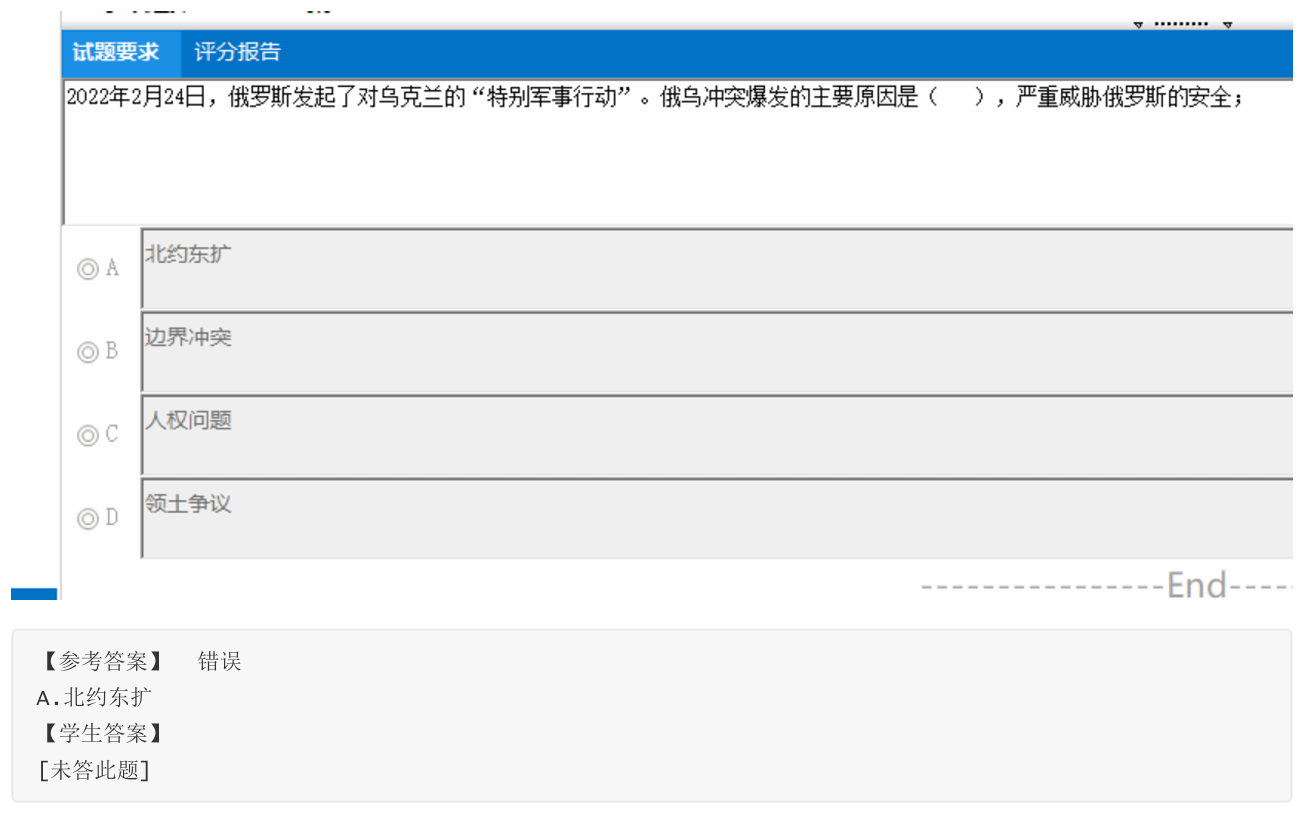 试题要求 评分报告
2022年2月24日，俄罗斯发起了对乌克兰的“特别军事行动”。俄乌冲突爆发的主要原因是（ ），严重威胁俄罗斯的安全；
A 北约东扩
B 边界冲突
C 人权问题
D 领土争议
----------------End-----
【参考答案】 错误
A.北约东扩
【学生答案】
[未答此题]